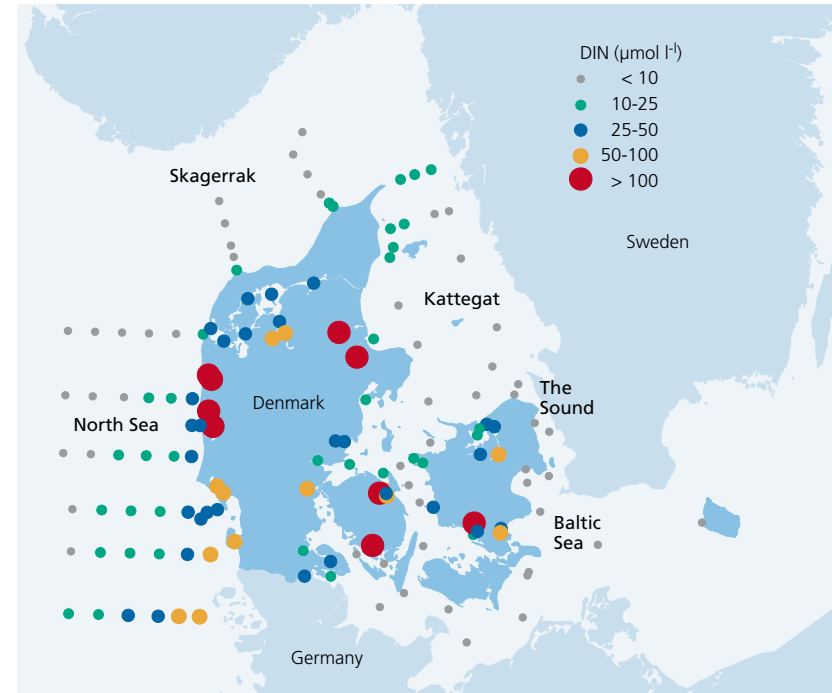 DIN (µmol l⁻ˡ)
< 10
10-25
25-50
50-100
> 100
Skagerrak
Sweden
Kattegat
The
Sound
Denmark
North Sea
Baltic
Sea
Germany